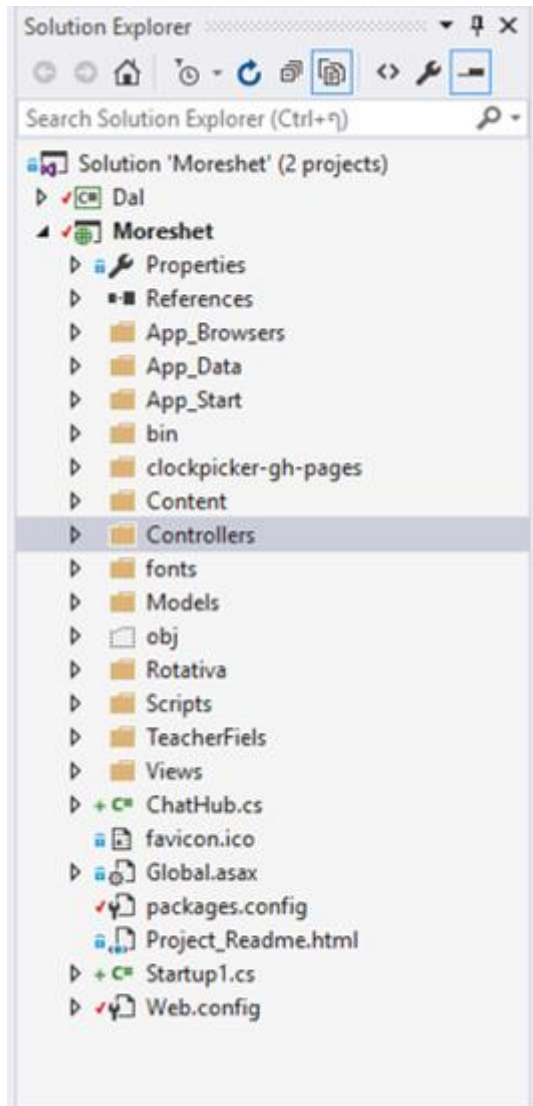 Solution Explorer
Search Solution Explorer (Ctrl+ף)
Solution 'Moreshet' (2 projects)
C# Dal
Moreshet
Properties
References
App_Browsers
App_Data
App_Start
bin
clockpicker-gh-pages
Content
Controllers
fonts
Models
obj
Rotativa
Scripts
TeacherFiels
Views
C# ChatHub.cs
favicon.ico
Global.asax
packages.config
Project_Readme.html
C# Startup1.cs
Web.config